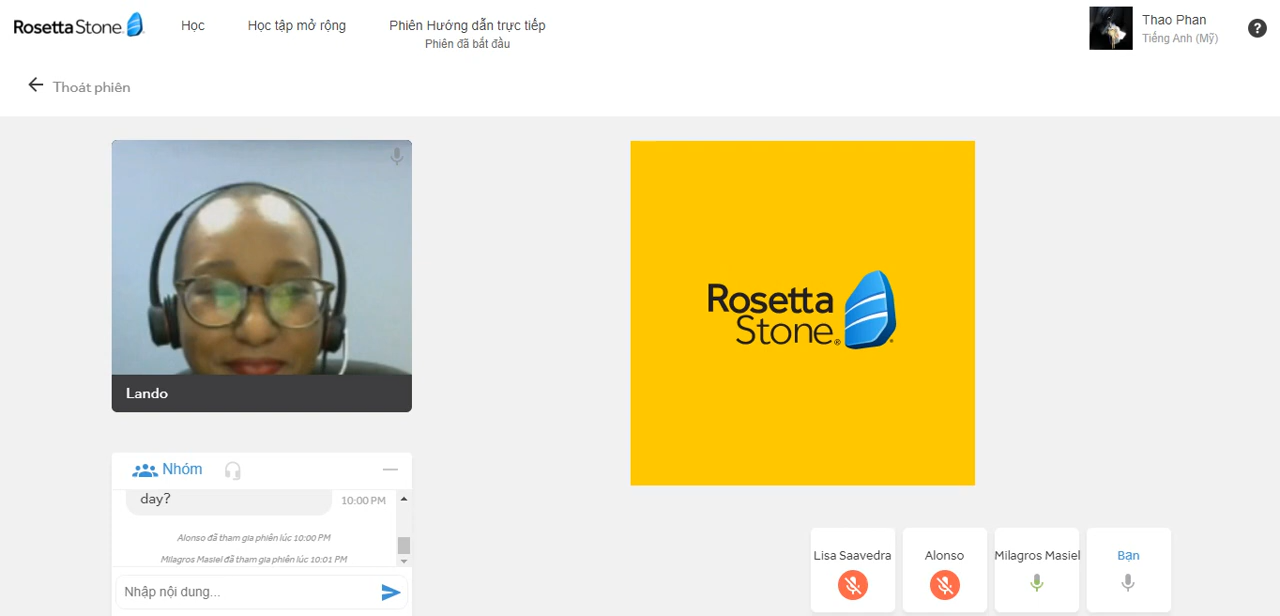 Rosetta Stone
Học
Học tập mở rộng
Phiên Hướng dẫn trực tiếp
Phiên đã bắt đầu
Thao Phan
Tiếng Anh (Mỹ)
?
Thoát phiên
Lando
Rosetta
Stone®
Nhóm
day?
10:00 PM
Alonso đã tham gia phiên lúc 10:00 PM
Milagros Masiel đã tham gia phiên lúc 10:01 PM
Nhập nội dung...
Lisa Saavedra
Alonso
Milagros Masiel
Bạn